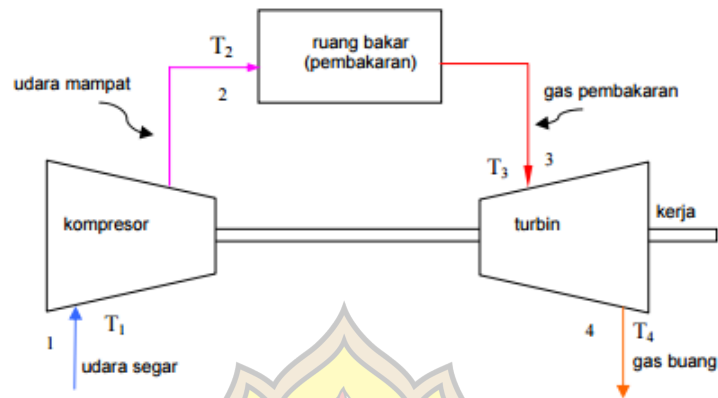 ruang bakar
(pembakaran)
T2
2
udara mampat
gas pembakaran
T3
3
kompresor
turbin
kerja
1
T1
udara segar
4
T4
gas buang